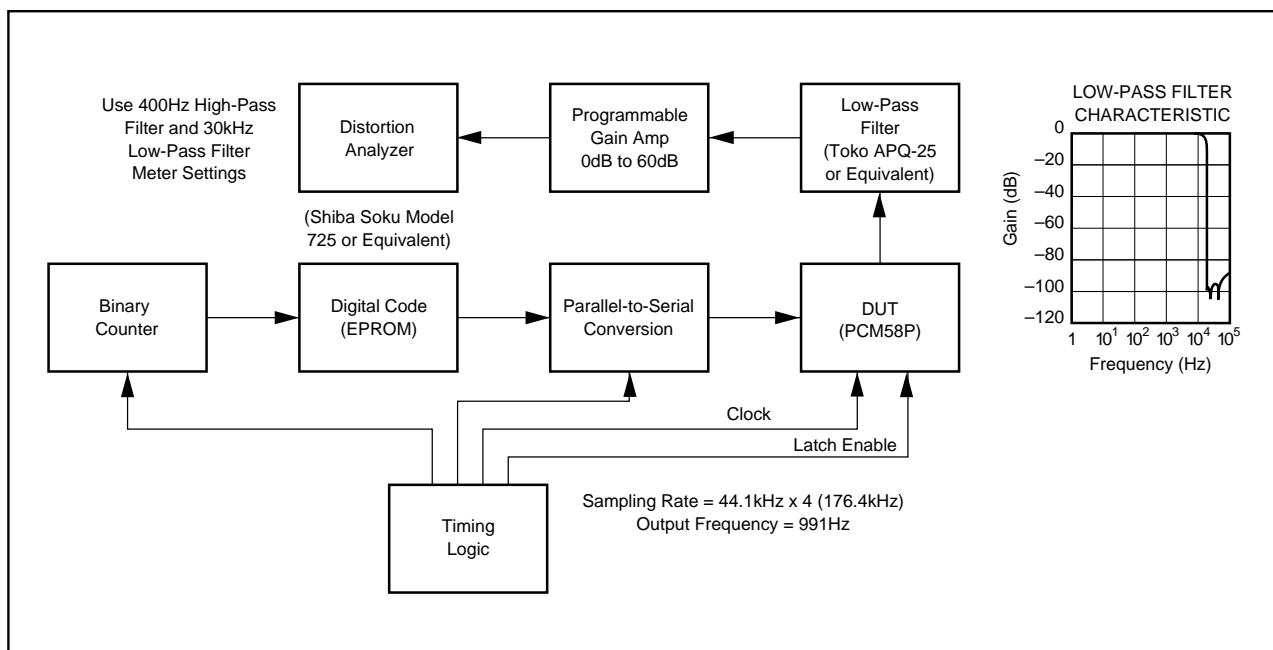 Use 400Hz High-Pass
Filter and 30kHz
Low-Pass Filter
Meter Settings
Distortion
Analyzer
(Shiba Soku Model
725 or Equivalent)
Programmable
Gain Amp
0dB to 60dB
Low-Pass
Filter
(Toko APQ-25
or Equivalent)
LOW-PASS FILTER
CHARACTERISTIC
Gain (dB)
0
–20
–40
–60
–80
–100
–120
1 10¹ 10² 10³ 10⁴ 10⁵
Frequency (Hz)
Binary
Counter
Digital Code
(EPROM)
Parallel-to-Serial
Conversion
DUT
(PCM58P)
Clock
Latch Enable
Timing
Logic
Sampling Rate = 44.1kHz x 4 (176.4kHz)
Output Frequency = 991Hz